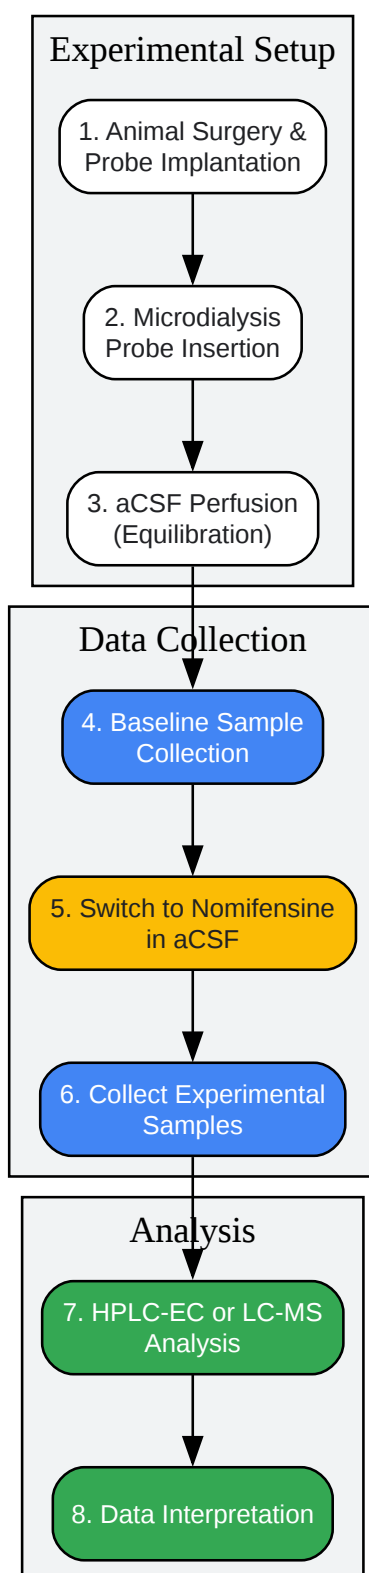 Experimental Setup
1. Animal Surgery &
Probe Implantation
2. Microdialysis
Probe Insertion
3. aCSF Perfusion
(Equilibration)
Data Collection
4. Baseline Sample
Collection
5. Switch to Nomifensine
in aCSF
6. Collect Experimental
Samples
Analysis
7. HPLC-EC or LC-MS
Analysis
8. Data Interpretation